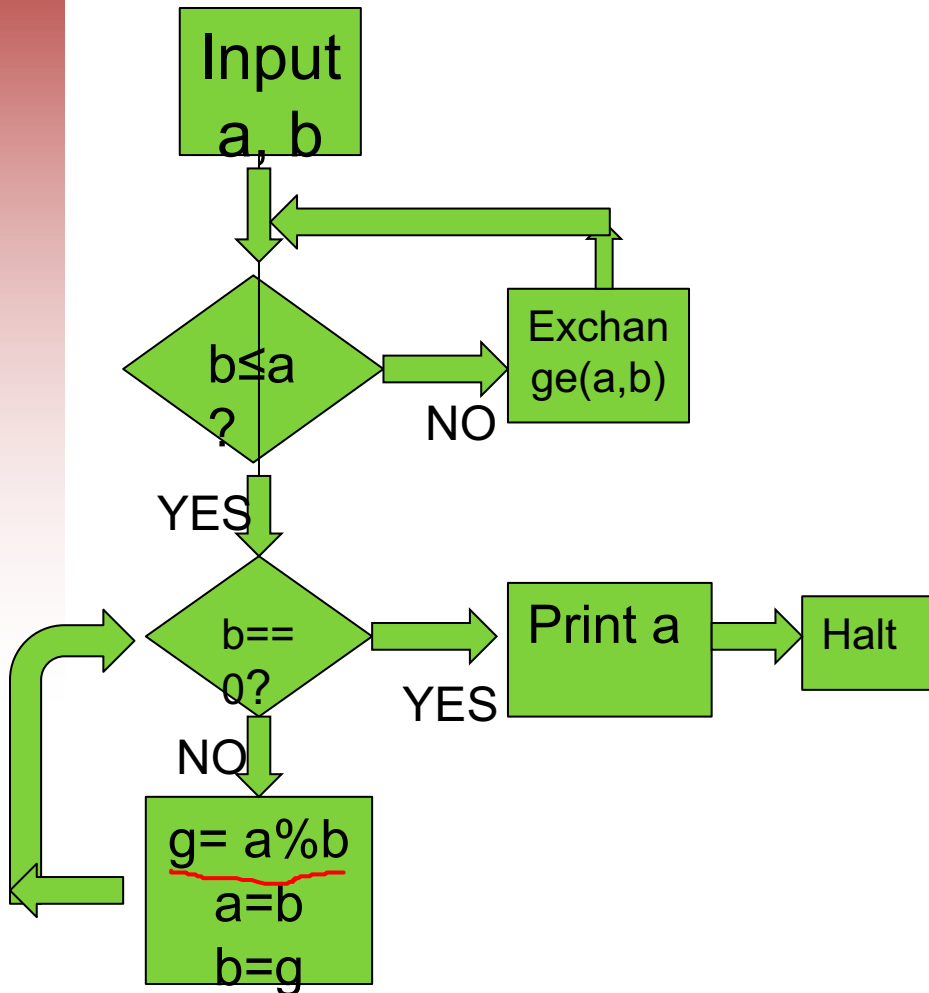 Input
a, b
b≤a
?
NO
Exchan
ge(a,b)
YES
b==
0?
YES
Print a
Halt
NO
g= a%b
a=b
b=g